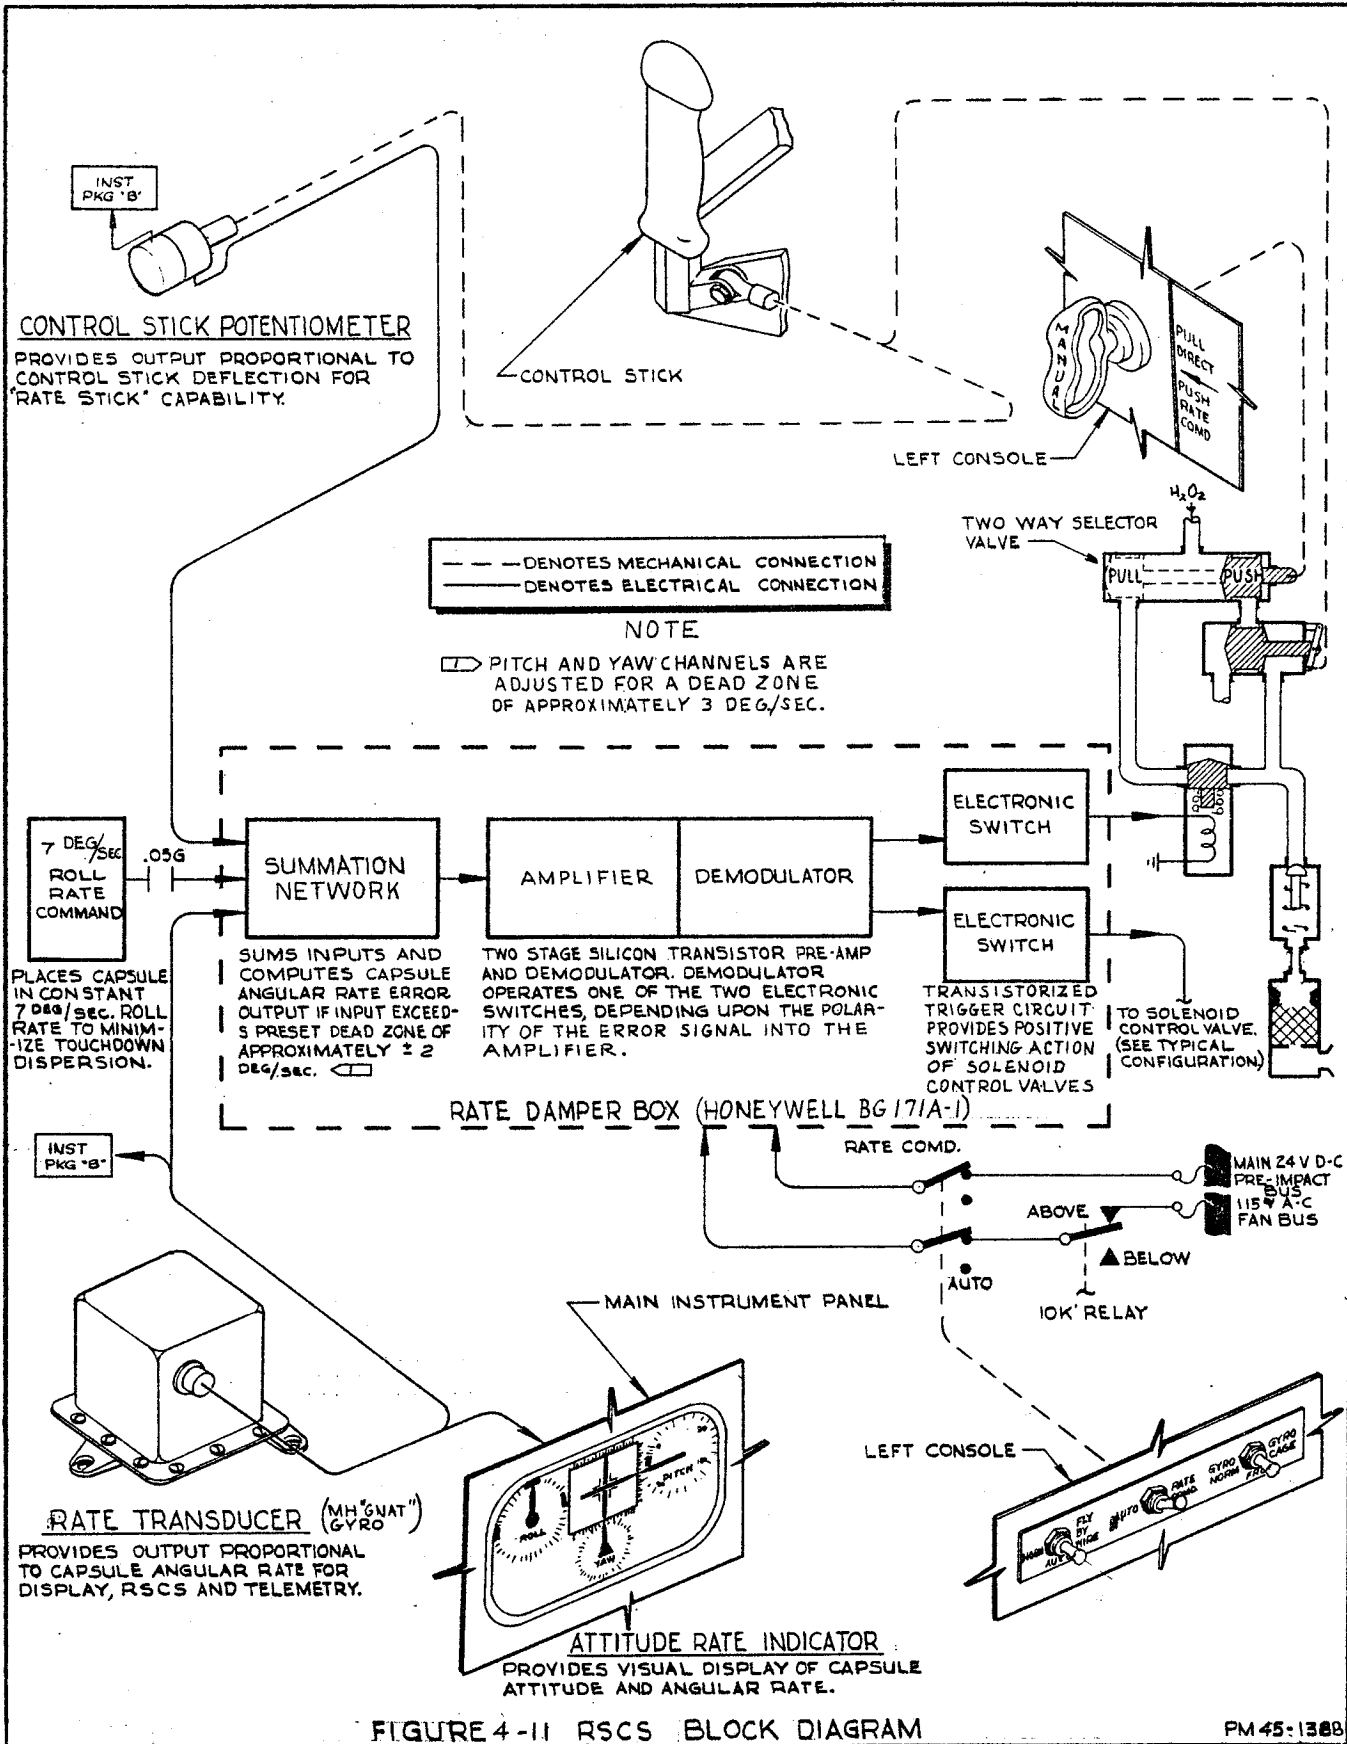 INST
PKG "B"
CONTROL STICK POTENTIOMETER
PROVIDES OUTPUT PROPORTIONAL TO
CONTROL STICK DEFLECTION FOR
"RATE STICK" CAPABILITY.
CONTROL STICK
MANUAL
PULL
DIRECT
PUSH
RATE
COMD
LEFT CONSOLE
H2O2
TWO WAY SELECTOR
VALVE
PULL
PUSH
DENOTES MECHANICAL CONNECTION
DENOTES ELECTRICAL CONNECTION
NOTE
1 PITCH AND YAW CHANNELS ARE
ADJUSTED FOR A DEAD ZONE
OF APPROXIMATELY 3 DEG/SEC.
7 DEG/SEC
ROLL
RATE
COMMAND
.05G
PLACES CAPSULE
IN CONSTANT
7 DEG/SEC. ROLL
RATE TO MINIM-
-IZE TOUCHDOWN
DISPERSION.
SUMMATION
NETWORK
SUMS INPUTS AND
COMPUTES CAPSULE
ANGULAR RATE ERROR
OUTPUT IF INPUT EXCEED-
S PRESET DEAD ZONE OF
APPROXIMATELY ± 2
DEG/SEC.
AMPLIFIER
DEMODULATOR
TWO STAGE SILICON TRANSISTOR PRE-AMP
AND DEMODULATOR. DEMODULATOR
OPERATES ONE OF THE TWO ELECTRONIC
SWITCHES, DEPENDING UPON THE POLAR-
ITY OF THE ERROR SIGNAL INTO THE
AMPLIFIER.
ELECTRONIC
SWITCH
ELECTRONIC
SWITCH
TRANSISTORIZED
TRIGGER CIRCUIT
PROVIDES POSITIVE
SWITCHING ACTION
OF SOLENOID
CONTROL VALVES
TO SOLENOID
CONTROL VALVE.
(SEE TYPICAL
CONFIGURATION)
RATE DAMPER BOX (HONEYWELL BG 171A-1)
INST
PKG "B"
RATE COMD.
AUTO
ABOVE
BELOW
10K' RELAY
MAIN 24 V D-C
PRE-IMPACT
BUS
115V A-C
FAN BUS
RATE TRANSDUCER (MH "GNAT" GYRO)
PROVIDES OUTPUT PROPORTIONAL
TO CAPSULE ANGULAR RATE FOR
DISPLAY, RSCS AND TELEMETRY.
MAIN INSTRUMENT PANEL
ROLL
PITCH
YAW
ATTITUDE RATE INDICATOR
PROVIDES VISUAL DISPLAY OF CAPSULE
ATTITUDE AND ANGULAR RATE.
LEFT CONSOLE
NORM
AUTO
FLY
BY
WIRE
AUTO
RATE
COMD.
GYRO
NORM
GYRO
CAGE
FIGURE 4-11 RSCS BLOCK DIAGRAM
PM 45-138B